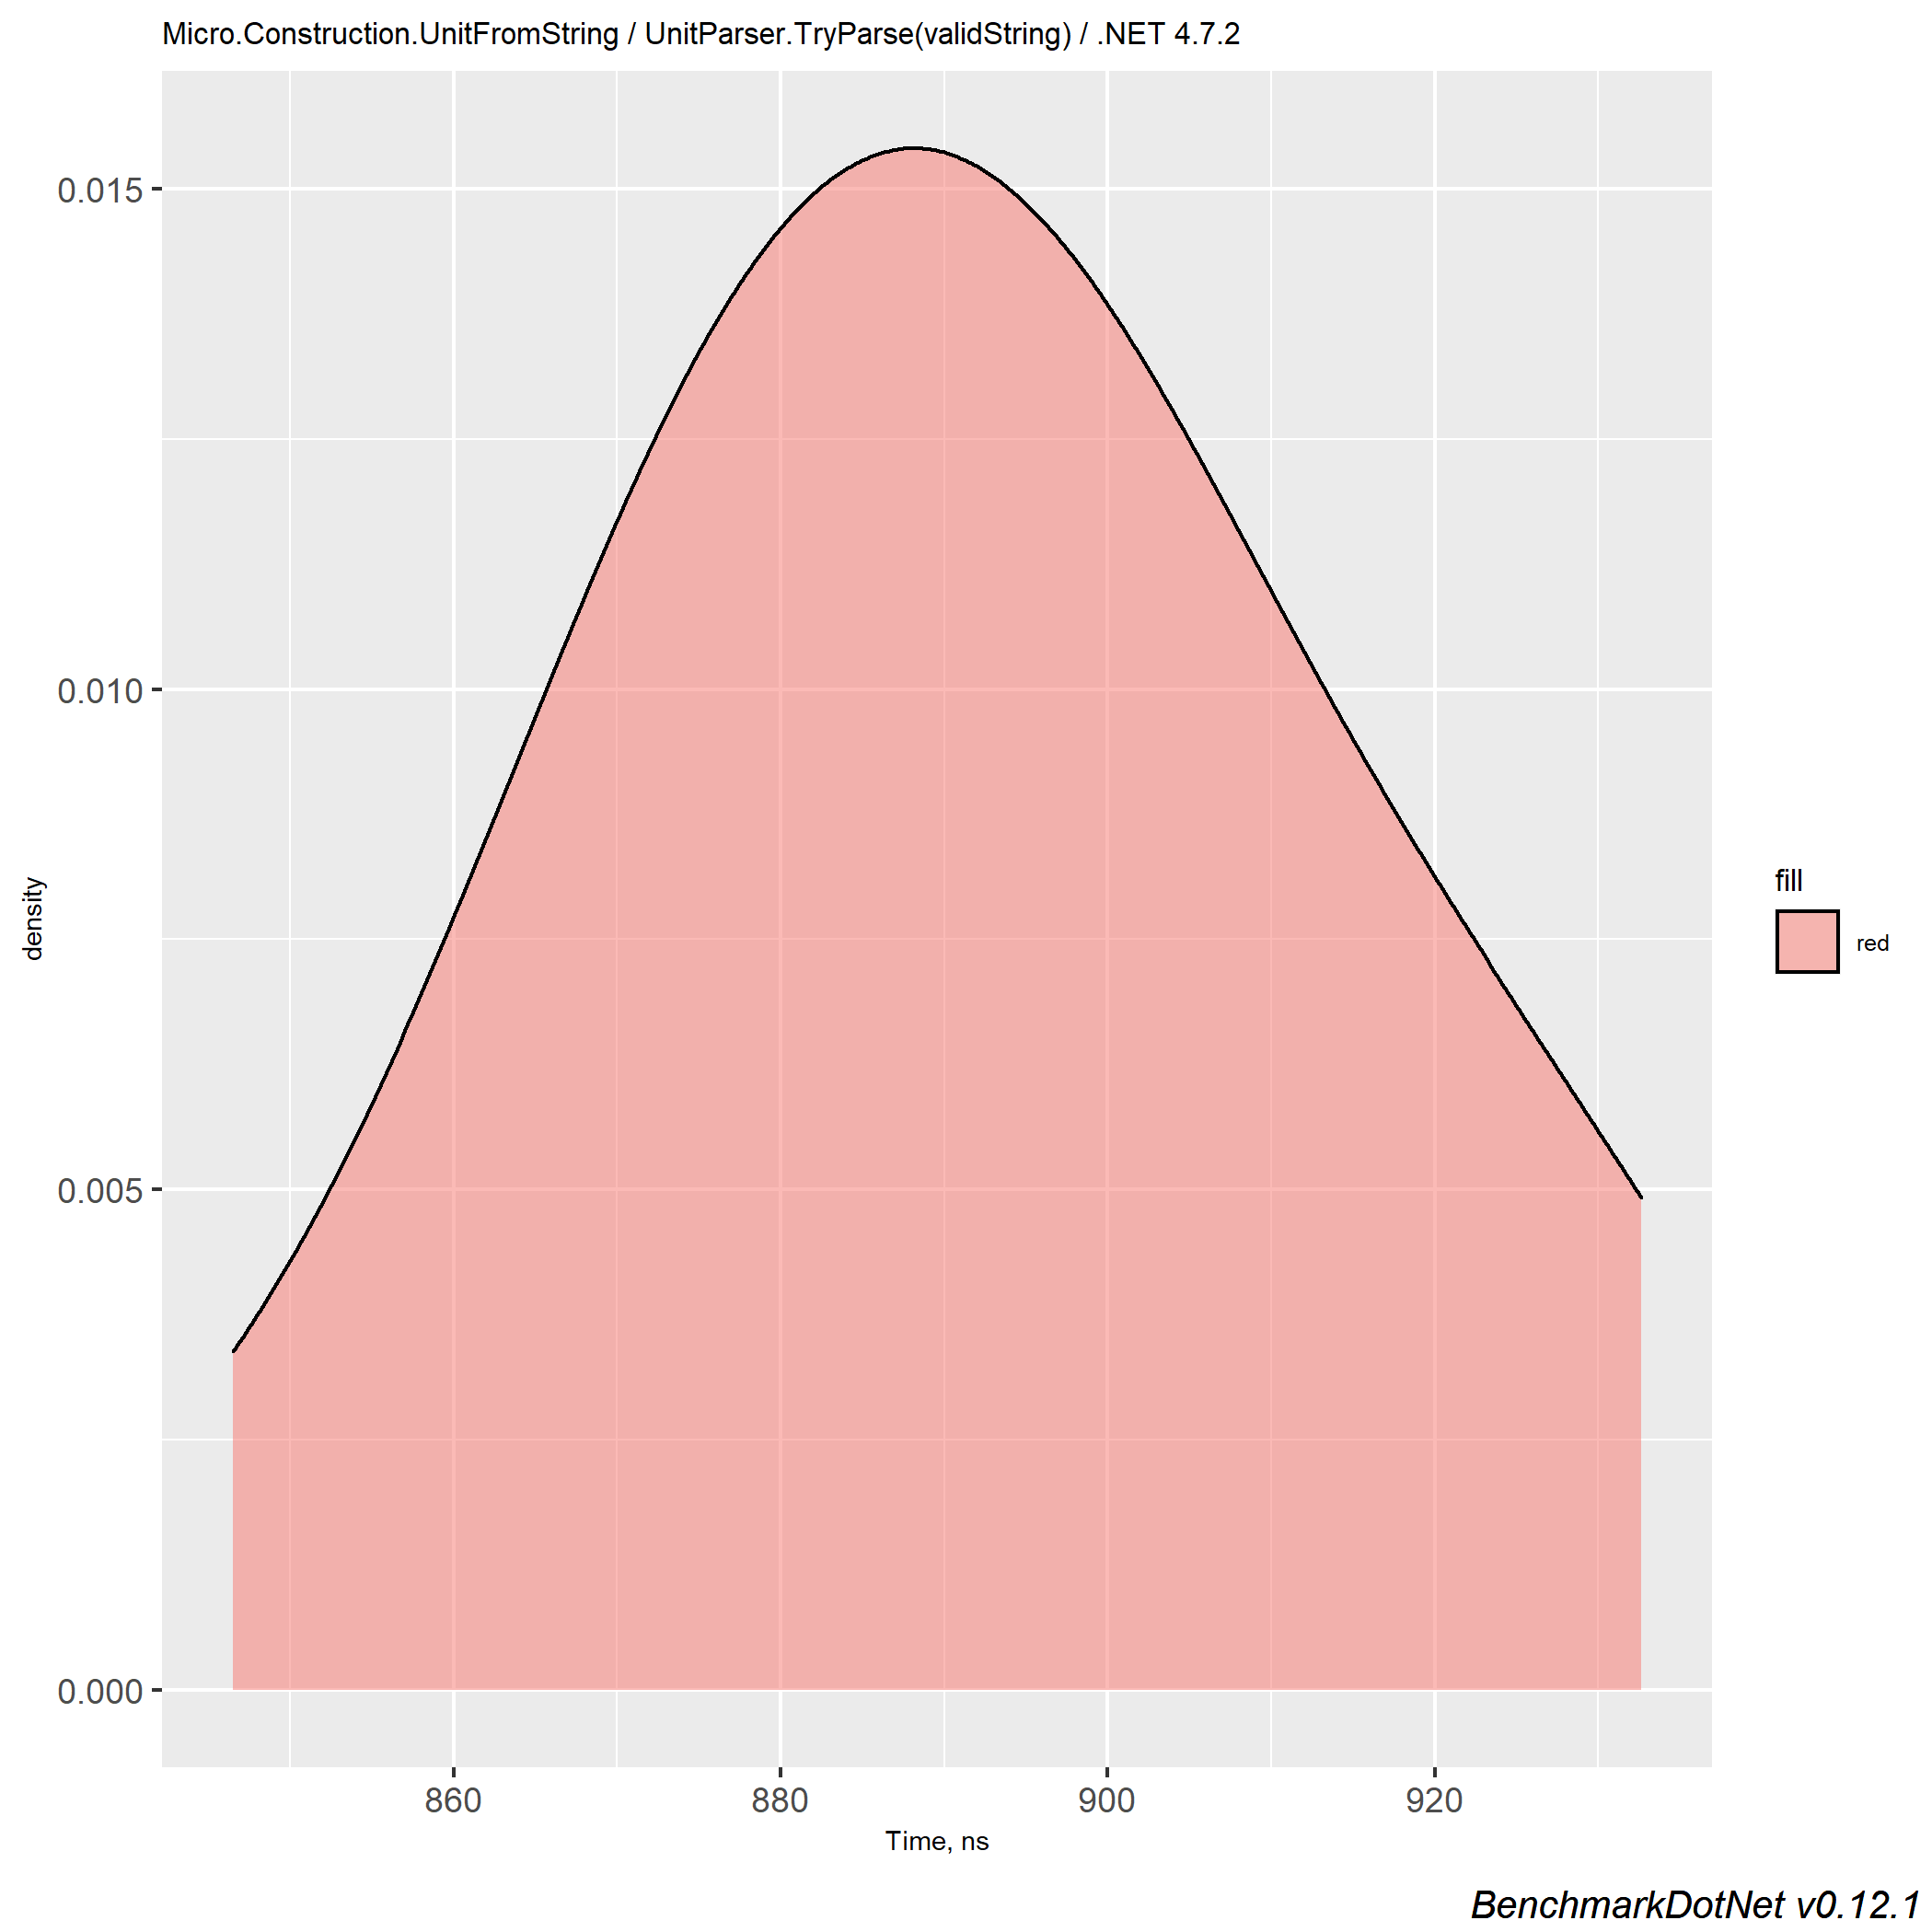 Micro.Construction.UnitFromString / UnitParser.TryParse(validString) / .NET 4.7.2
0.015
0.010
0.005
0.000
density
860 880 900 920
Time, ns
fill
red
BenchmarkDotNet v0.12.1